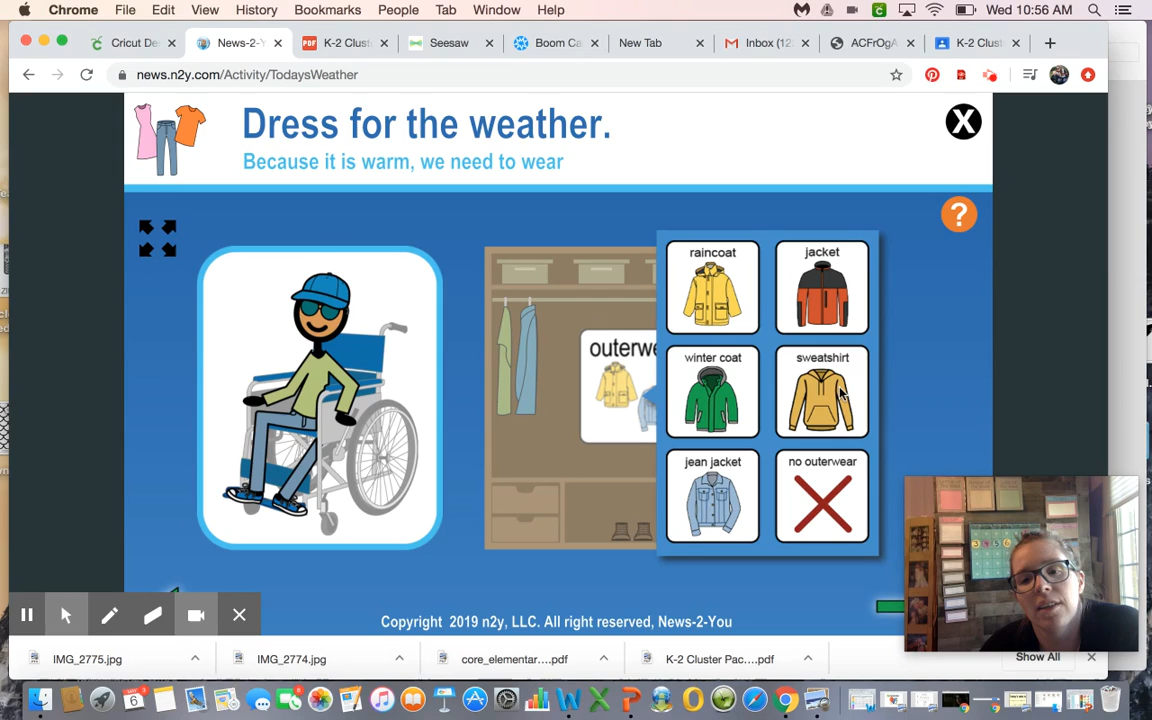 Chrome File Edit View History Bookmarks People Tab Window Help
Wed 10:56 AM
Cricut De
News-2-Y
K-2 Clust
Seesaw
Boom Ca
New Tab
Inbox (12
ACFrOgA
K-2 Clust
news.n2y.com/Activity/TodaysWeather
Dress for the weather.
X
Because it is warm, we need to wear
?
raincoat
jacket
outerwe
winter coat
sweatshirt
jean jacket
no outerwear
Copyright 2019 n2y, LLC. All right reserved, News-2-You
IMG_2775.jpg
IMG_2774.jpg
core_elementar....pdf
K-2 Cluster Pac....pdf
Show All